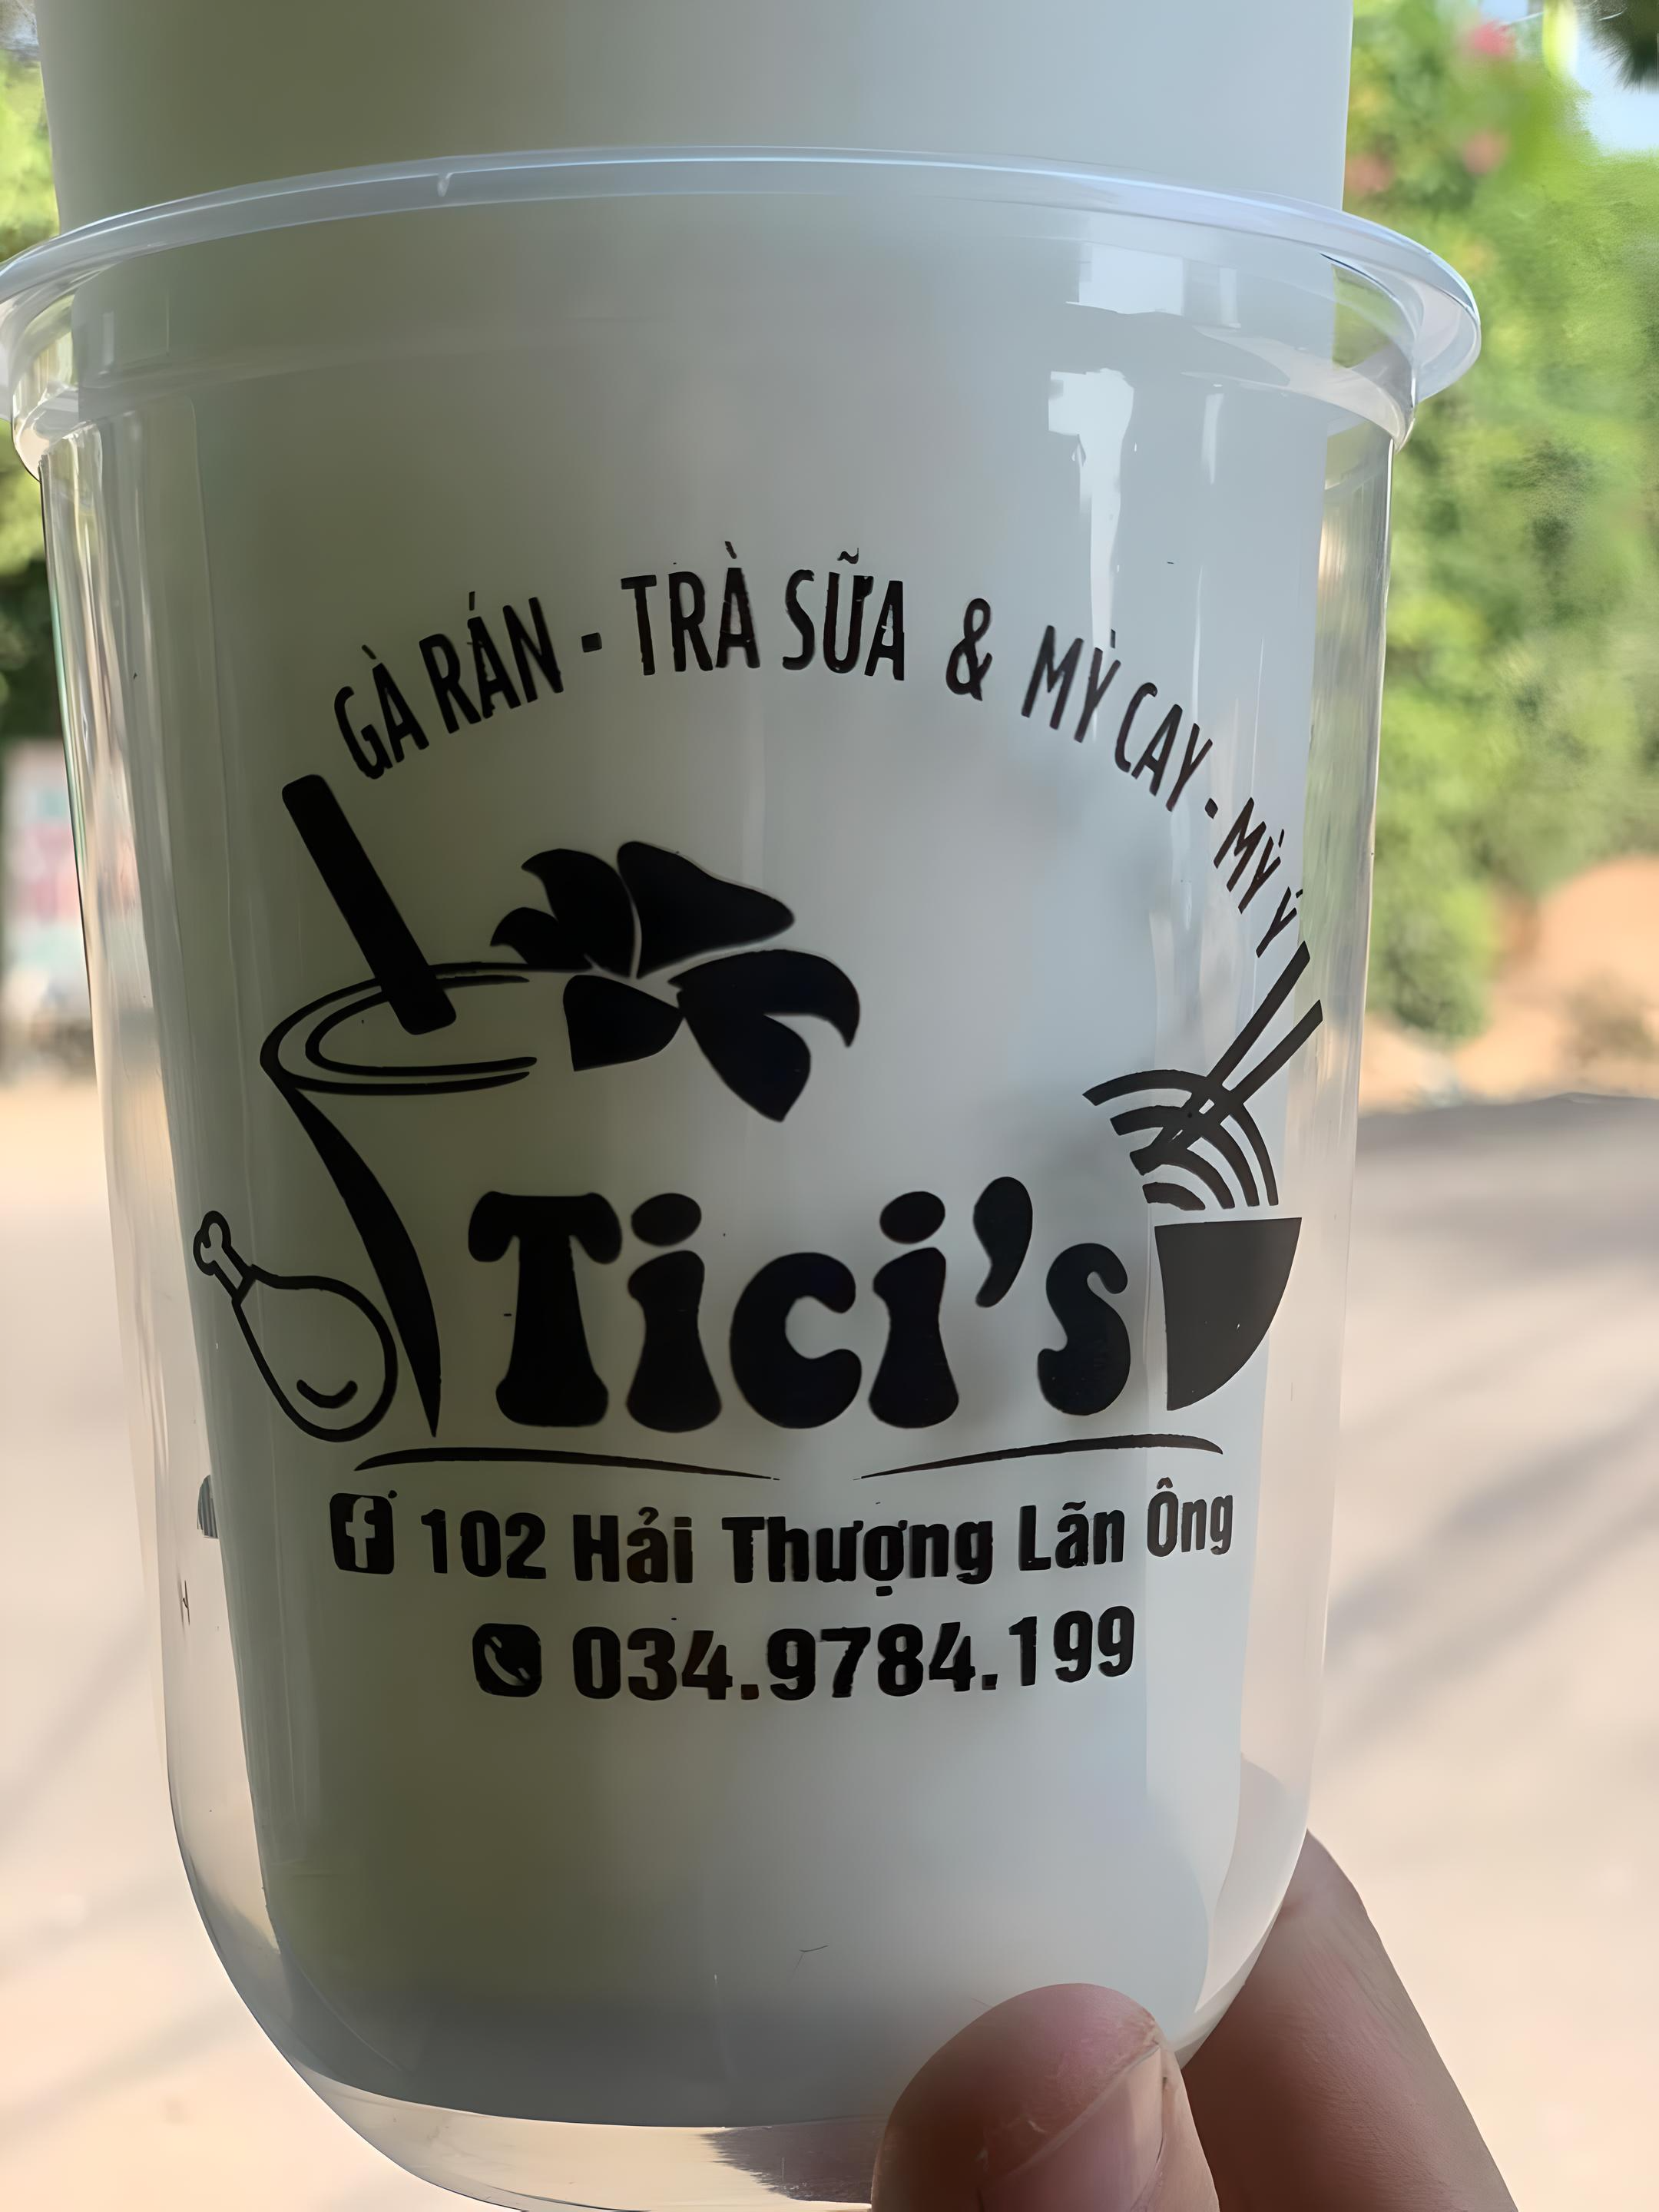 GÀ RÁN - TRÀ SỮA & MỲ CAY - MỲ Ý
Tici's
102 Hải Thượng Lãn Ông
034.9784.199